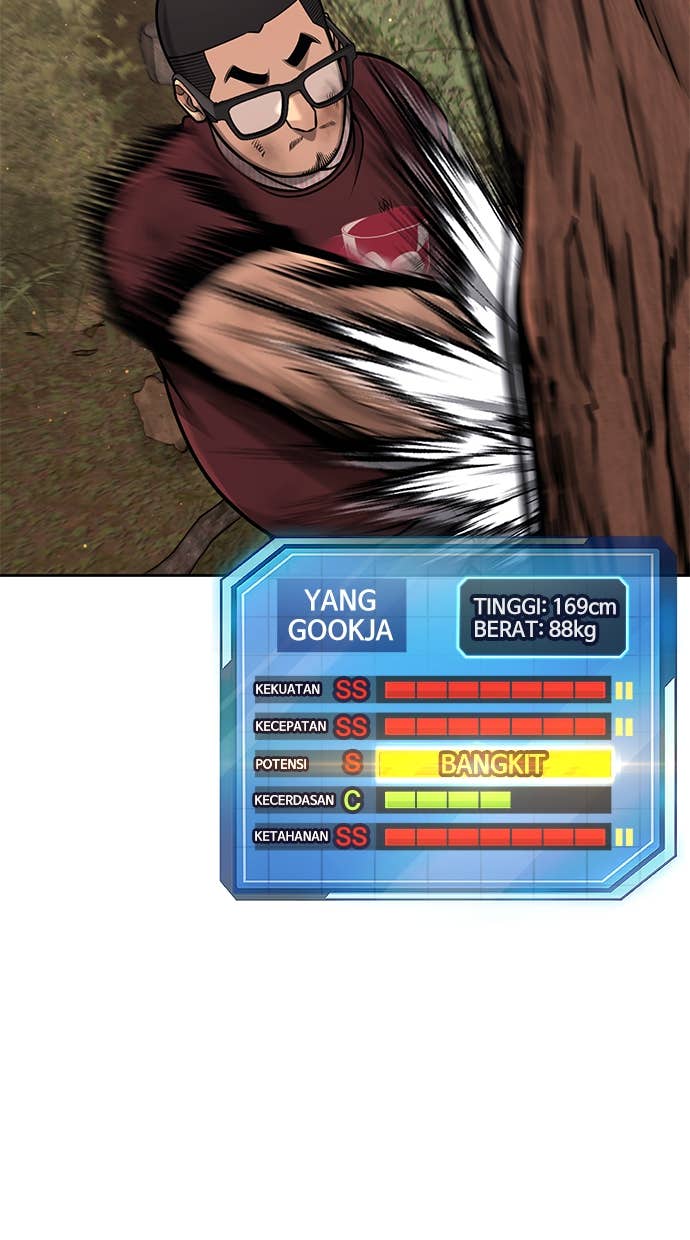 YANG
GOOKJA
TINGGI: 169cm
BERAT: 88kg
KEKUATAN SS
KECEPATAN SS
POTENSI S BANGKIT
KECERDASAN C
KETAHANAN SS